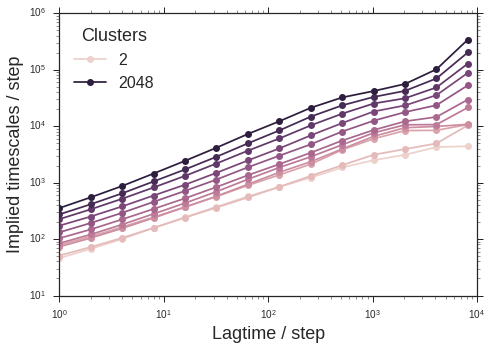 10⁶
10⁵
10⁴
10³
10²
10¹
Implied timescales / step
Clusters
2
2048
10⁰ 10¹ 10² 10³ 10⁴
Lagtime / step